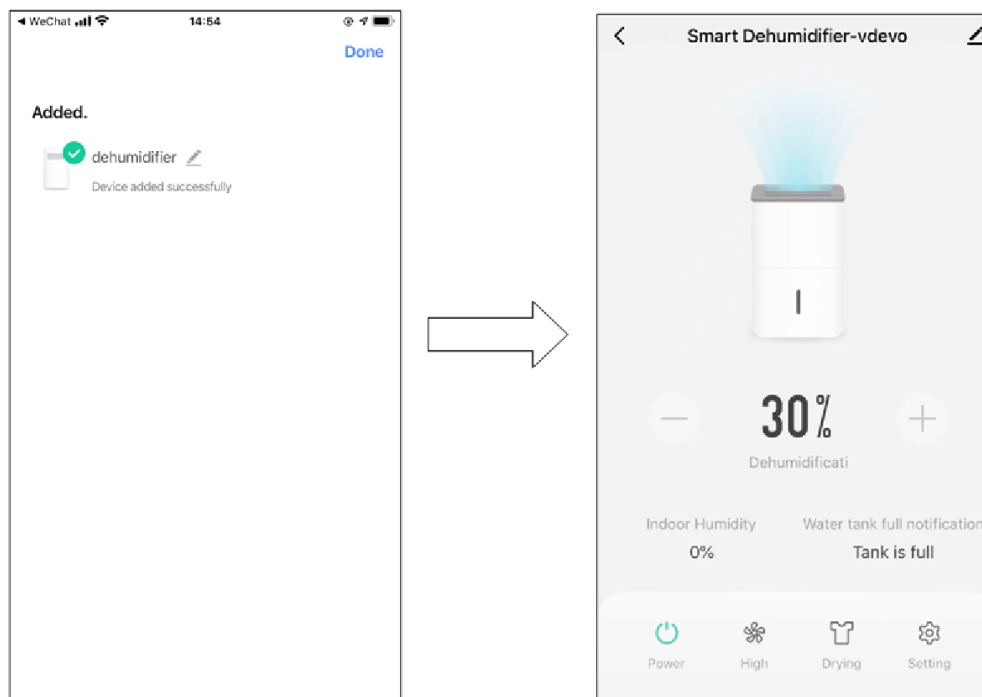 WeChat
14:54
Done
Added.
dehumidifier
Device added successfully
Smart Dehumidifier-vdevo
30%
Dehumidificati
Indoor Humidity
Water tank full notification
0%
Tank is full
Power
High
Drying
Setting